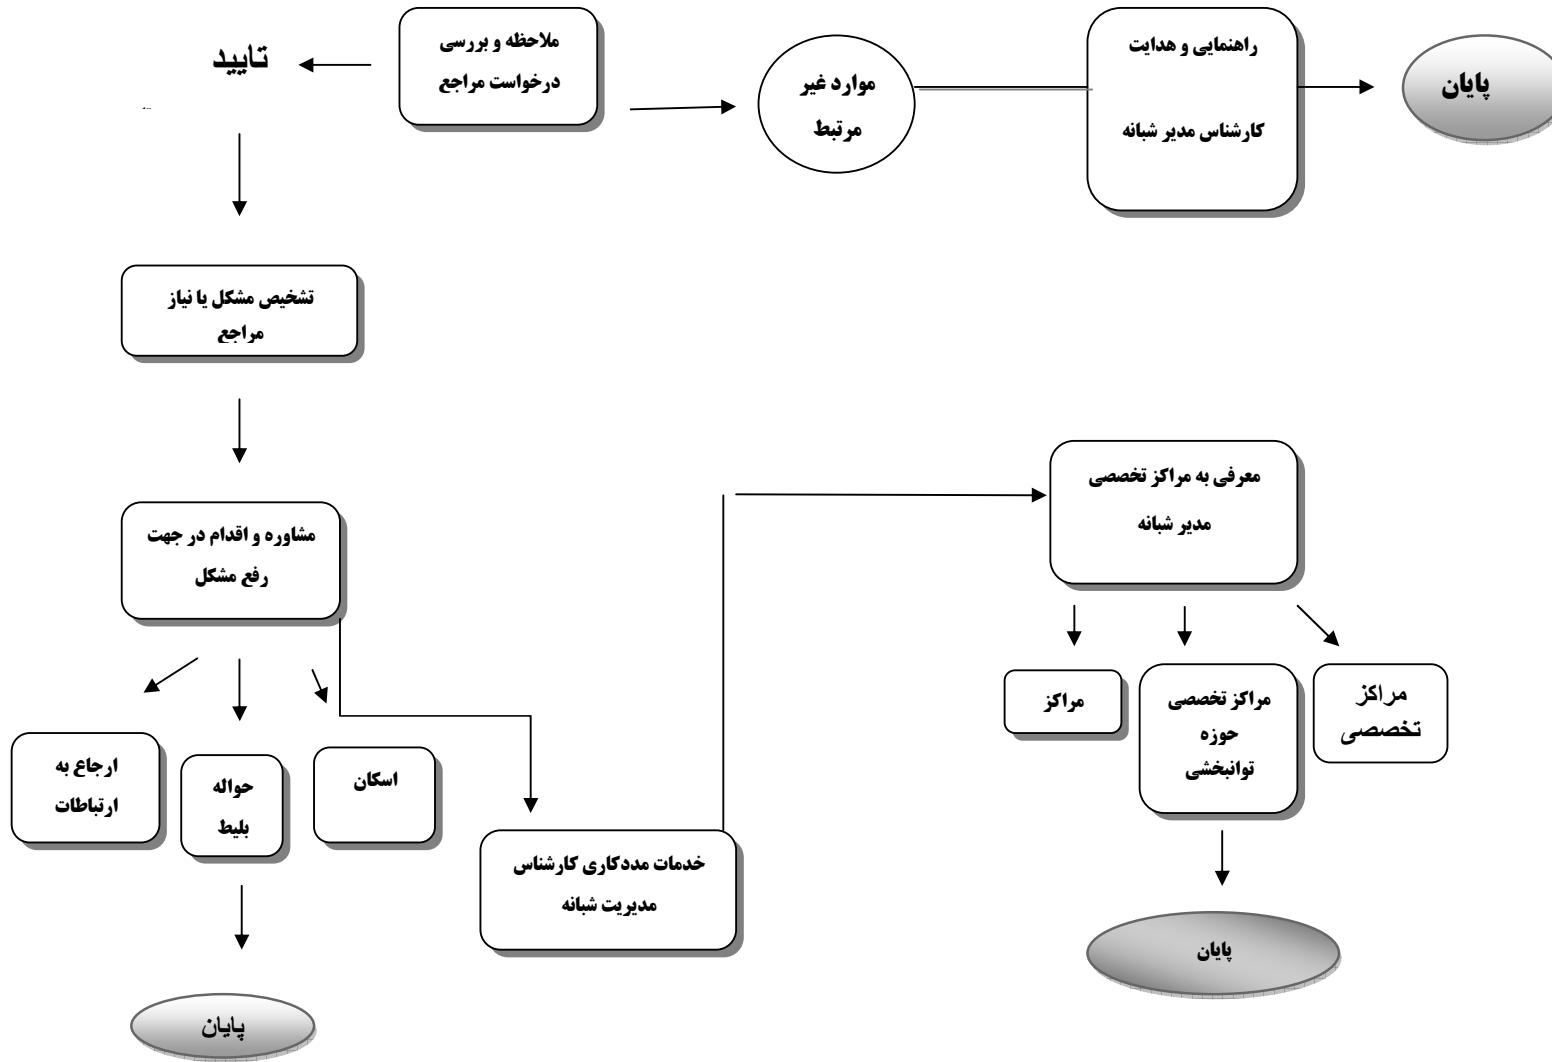 ملاحظه و بررسی
درخواست مراجع
تایید
موارد غیر
مرتبط
راهنمایی و هدایت
کارشناس مدیر شبانه
پایان
تشخیص مشکل یا نیاز
مراجع
مشاوره و اقدام در جهت
رفع مشکل
ارجاع به
ارتباطات
حواله
بلیط
اسکان
پایان
خدمات مددکاری کارشناس
مدیریت شبانه
معرفی به مراکز تخصصی
مدیر شبانه
مراکز
تخصصی
مراکز تخصصی
حوزه
توانبخشی
مراکز
پایان